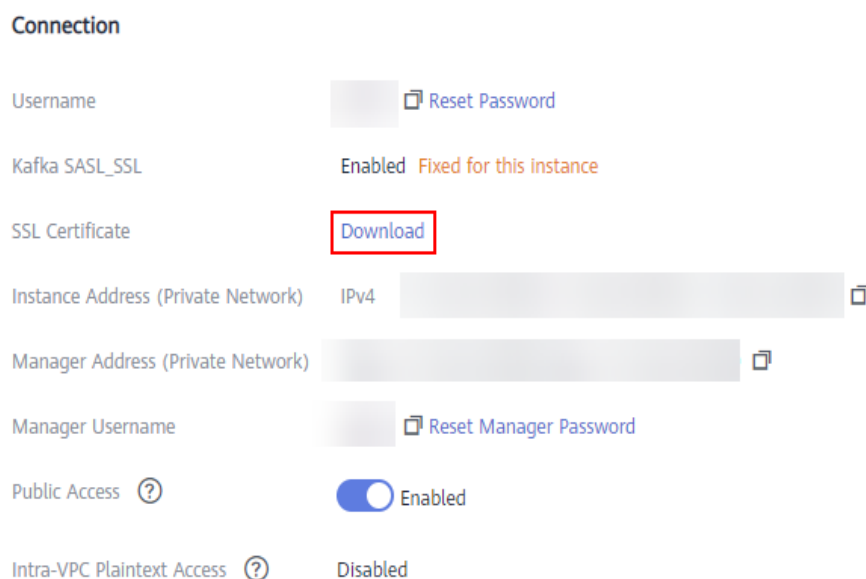 Connection
Username Reset Password
Kafka SASL_SSL Enabled Fixed for this instance
SSL Certificate Download
Instance Address (Private Network) IPv4
Manager Address (Private Network)
Manager Username Reset Manager Password
Public Access ? Enabled
Intra-VPC Plaintext Access ? Disabled